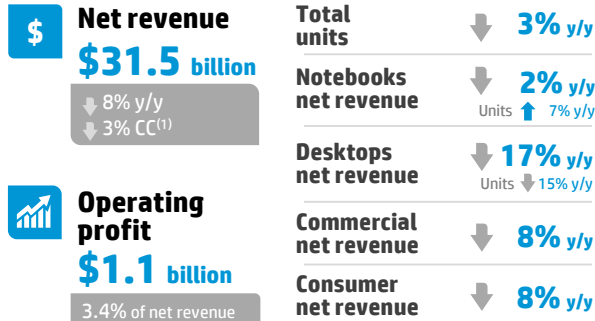 $
Net revenue
$31.5 billion
8% y/y
3% CC(1)
Operating
profit
$1.1 billion
3.4% of net revenue
Total
units
3% y/y
Notebooks
net revenue
2% y/y
Units 7% y/y
Desktops
net revenue
17% y/y
Units 15% y/y
Commercial
net revenue
8% y/y
Consumer
net revenue
8% y/y